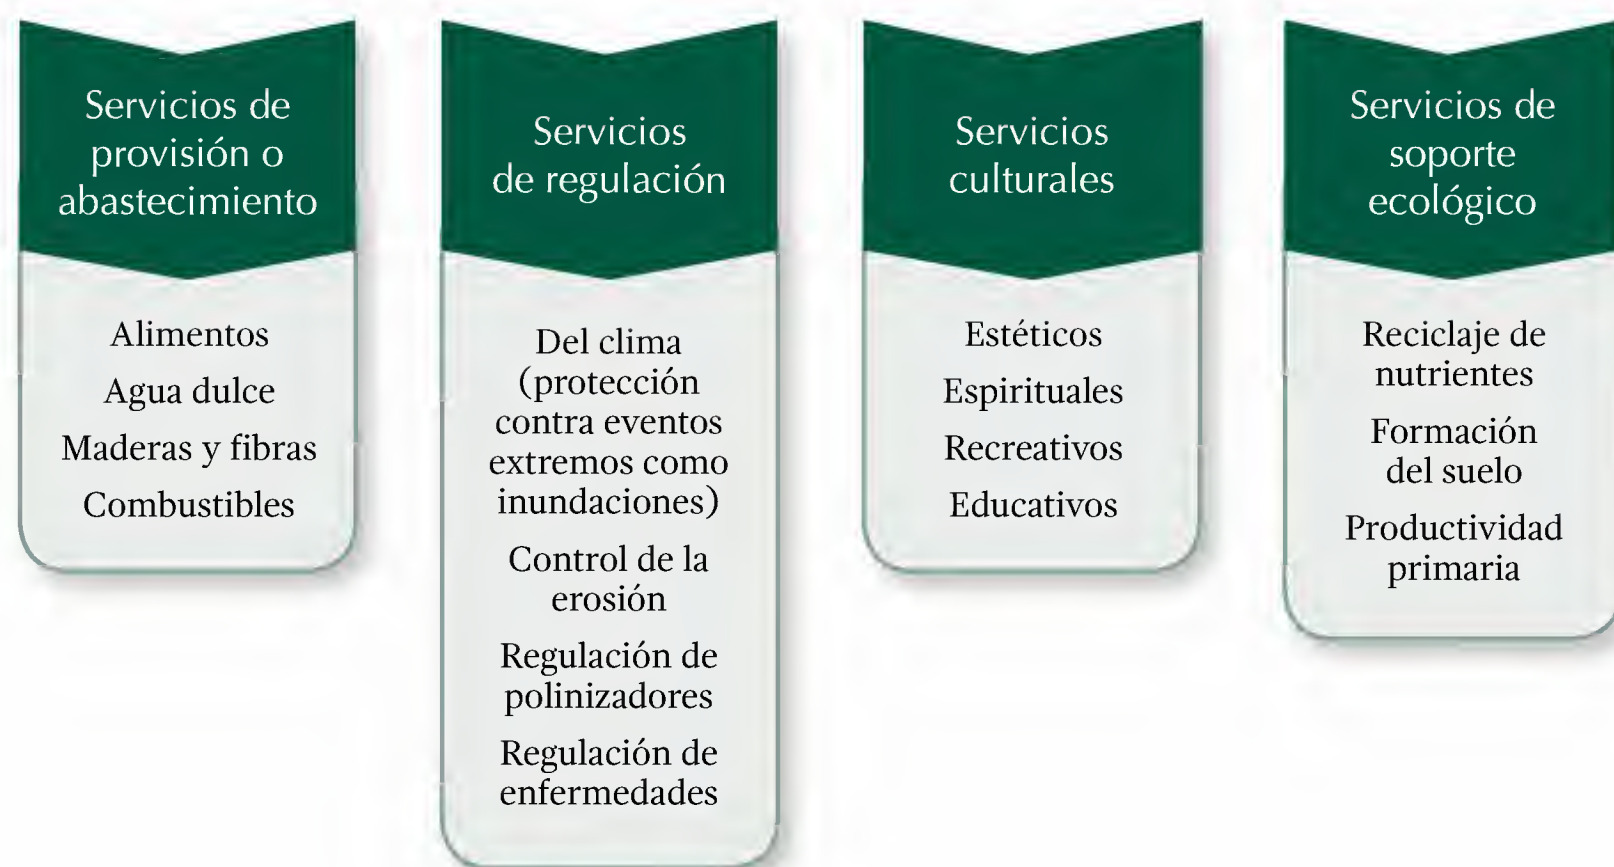 Servicios de
provisión o
abastecimiento
Alimentos
Agua dulce
Maderas y fibras
Combustibles
Servicios
de regulación
Del clima
(protección
contra eventos
extremos como
inundaciones)
Control de la
erosión
Regulación de
polinizadores
Regulación de
enfermedades
Servicios
culturales
Estéticos
Espirituales
Recreativos
Educativos
Servicios de
soporte
ecológico
Reciclaje de
nutrientes
Formación
del suelo
Productividad
primaria